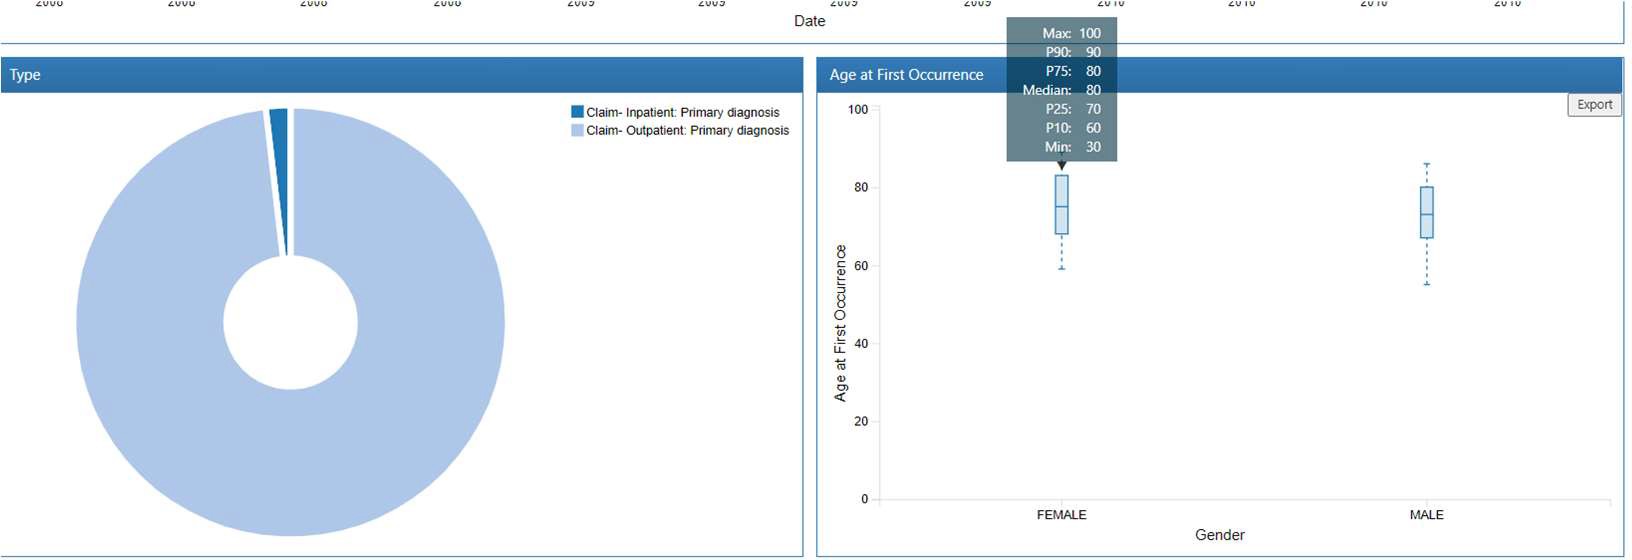 2008 2008 2008 2008 2009 2009 2009 2009 2010 2010 2010 2010
Date
Type
Claim- Inpatient: Primary diagnosis
Claim- Outpatient: Primary diagnosis
Age at First Occurrence
Export
Max: 100
P90: 90
P75: 80
Median: 80
P25: 70
P10: 60
Min: 30
100
80
60
40
20
0
Age at First Occurrence
FEMALE MALE
Gender